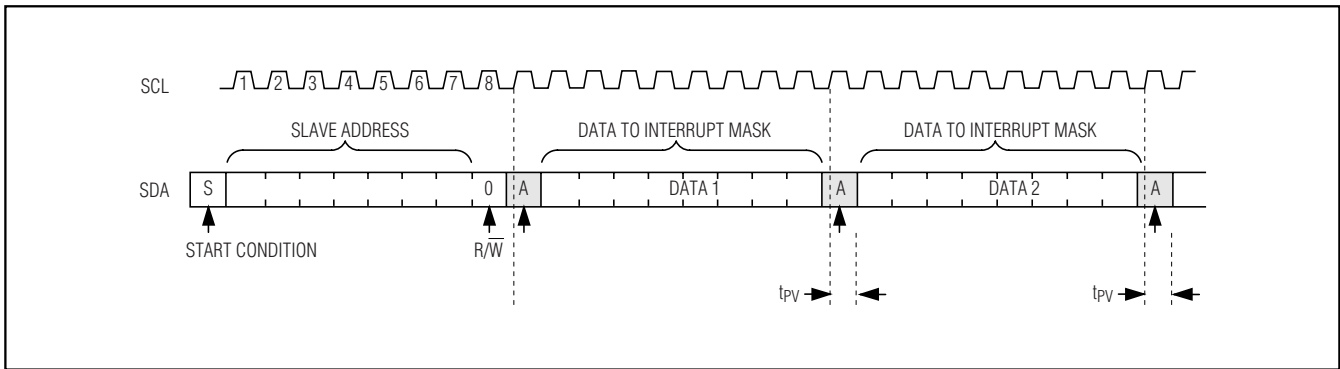 SCL 1 2 3 4 5 6 7 8
SLAVE ADDRESS DATA TO INTERRUPT MASK DATA TO INTERRUPT MASK
SDA S 0 A DATA 1 A DATA 2 A
START CONDITION R/W̅
tPV tPV